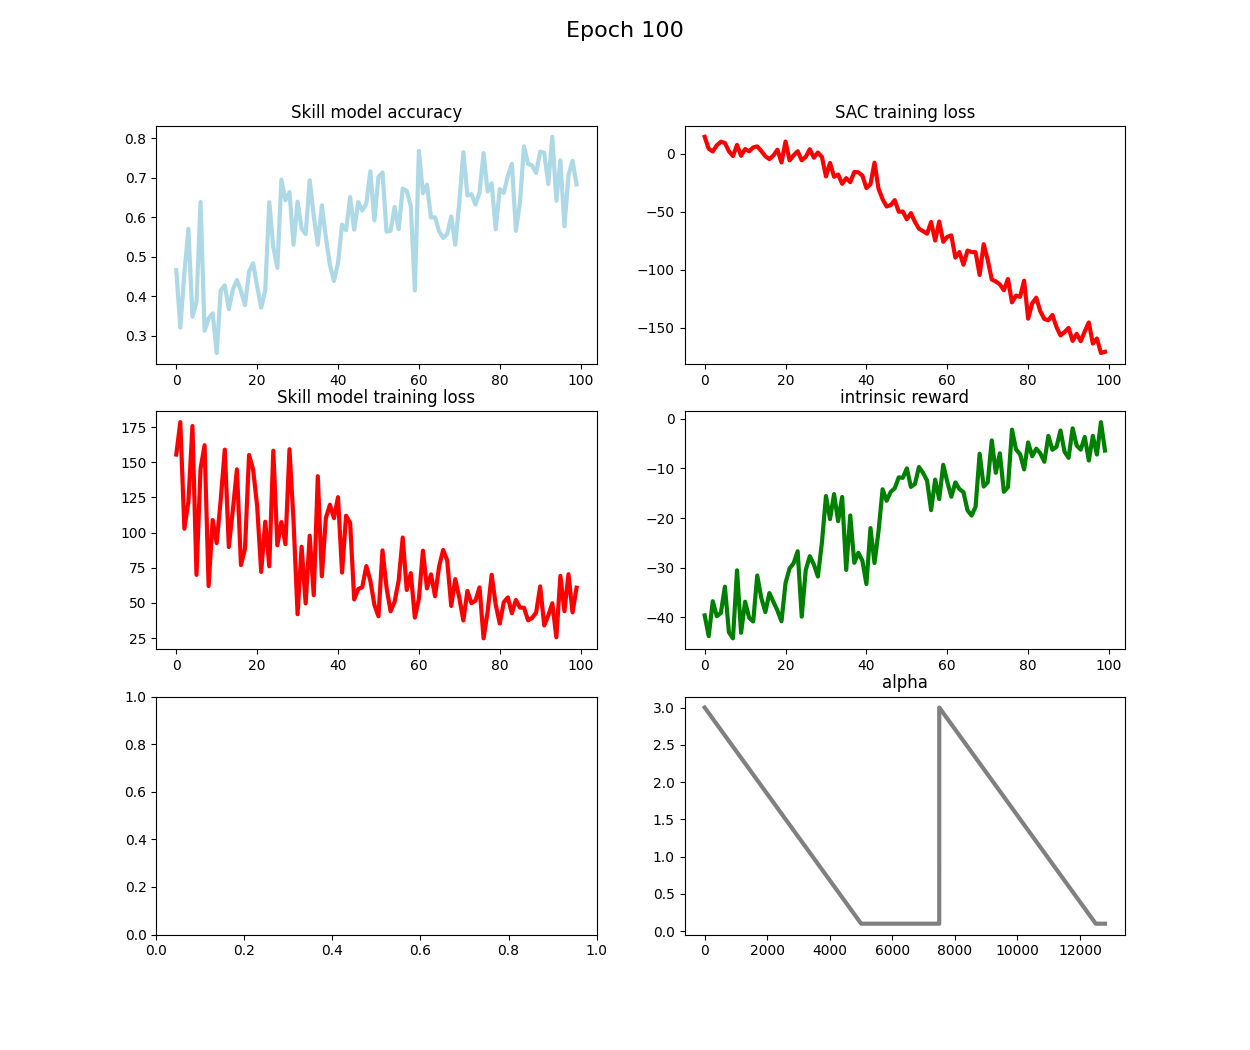 Epoch 100
Skill model accuracy
0.8
0.7
0.6
0.5
0.4
0.3
0 20 40 60 80 100
SAC training loss
0
−50
−100
−150
0 20 40 60 80 100
Skill model training loss
175
150
125
100
75
50
25
0 20 40 60 80 100
intrinsic reward
0
−10
−20
−30
−40
0 20 40 60 80 100
1.0
0.8
0.6
0.4
0.2
0.0
0.0 0.2 0.4 0.6 0.8 1.0
alpha
3.0
2.5
2.0
1.5
1.0
0.5
0.0
0 2000 4000 6000 8000 10000 12000